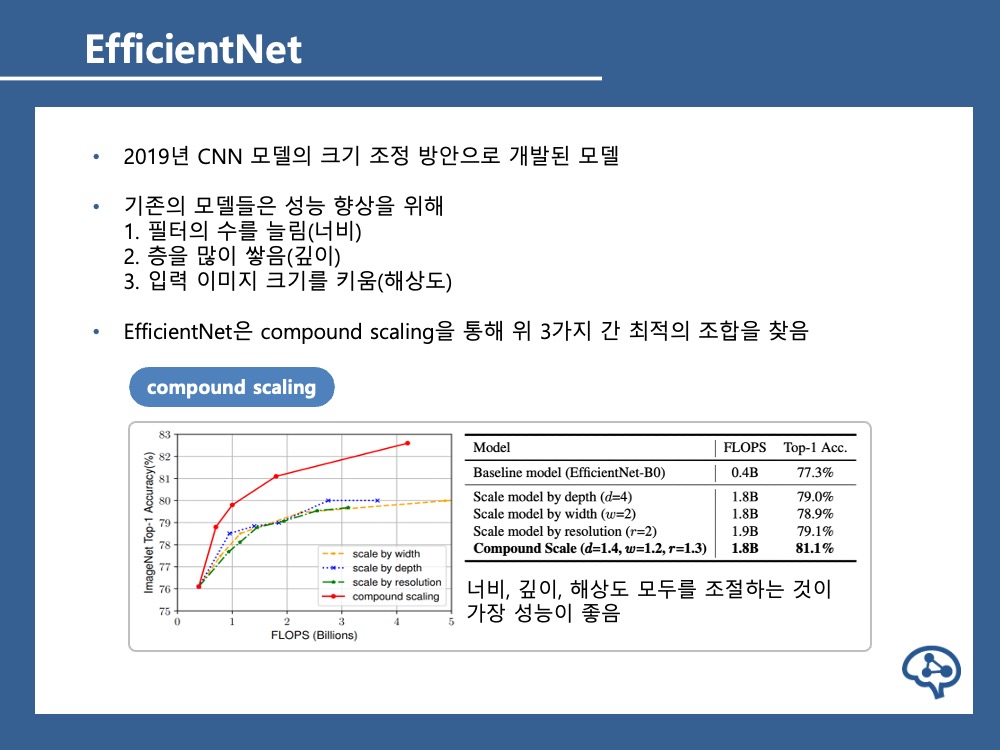 EfficientNet
• 2019년 CNN 모델의 크기 조정 방안으로 개발된 모델
• 기존의 모델들은 성능 향상을 위해
1. 필터의 수를 늘림(너비)
2. 층을 많이 쌓음(깊이)
3. 입력 이미지 크기를 키움(해상도)
• EfficientNet은 compound scaling을 통해 위 3가지 간 최적의 조합을 찾음
compound scaling
ImageNet Top-1 Accuracy(%)
83
82
81
80
79
78
77
76
75
0 1 2 3 4 5
FLOPS (Billions)
scale by width
scale by depth
scale by resolution
compound scaling
Model FLOPS Top-1 Acc.
Baseline model (EfficientNet-B0) 0.4B 77.3%
Scale model by depth (d=4) 1.8B 79.0%
Scale model by width (w=2) 1.8B 78.9%
Scale model by resolution (r=2) 1.9B 79.1%
Compound Scale (d=1.4, w=1.2, r=1.3) 1.8B 81.1%
너비, 깊이, 해상도 모두를 조절하는 것이
가장 성능이 좋음